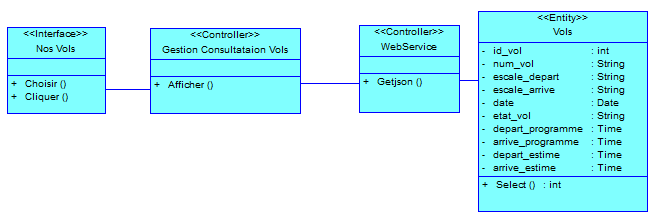 <<Interface>>
Nos Vols
+ Choisir ()
+ Cliquer ()
<<Controller>>
Gestion Consultataion Vols
+ Afficher ()
<<Controller>>
WebService
+ Getjson ()
<<Entity>>
Vols
- id_vol : int
- num_vol : String
- escale_depart : String
- escale_arrive : String
- date : Date
- etat_vol : String
- depart_programme : Time
- arrive_programme : Time
- depart_estime : Time
- arrive_estime : Time
+ Select () : int